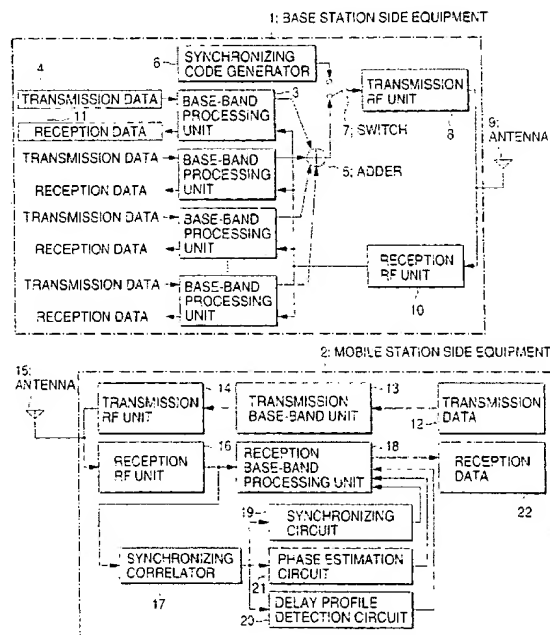 1: BASE STATION SIDE EQUIPMENT
4
6
SYNCHRONIZING
CODE GENERATOR
3
TRANSMISSION DATA
11
RECEPTION DATA
BASE-BAND
PROCESSING
UNIT
TRANSMISSION
RF UNIT
7; SWITCH
8
9;
ANTENNA
TRANSMISSION DATA
RECEPTION DATA
BASE-BAND
PROCESSING
UNIT
5; ADDER
TRANSMISSION DATA
RECEPTION DATA
BASE-BAND
PROCESSING
UNIT
TRANSMISSION DATA
RECEPTION DATA
BASE-BAND
PROCESSING
UNIT
RECEPTION
RF UNIT
10
2: MOBILE STATION SIDE EQUIPMENT
15;
ANTENNA
14
TRANSMISSION
RF UNIT
13
TRANSMISSION
BASE-BAND UNIT
TRANSMISSION
DATA
12
16
RECEPTION
RF UNIT
18
RECEPTION
BASE-BAND
PROCESSING UNIT
RECEPTION
DATA
22
19
SYNCHRONIZING
CIRCUIT
SYNCHRONIZING
CORRELATOR
17
PHASE ESTIMATION
CIRCUIT
21
DELAY PROFILE
DETECTION CIRCUIT
20